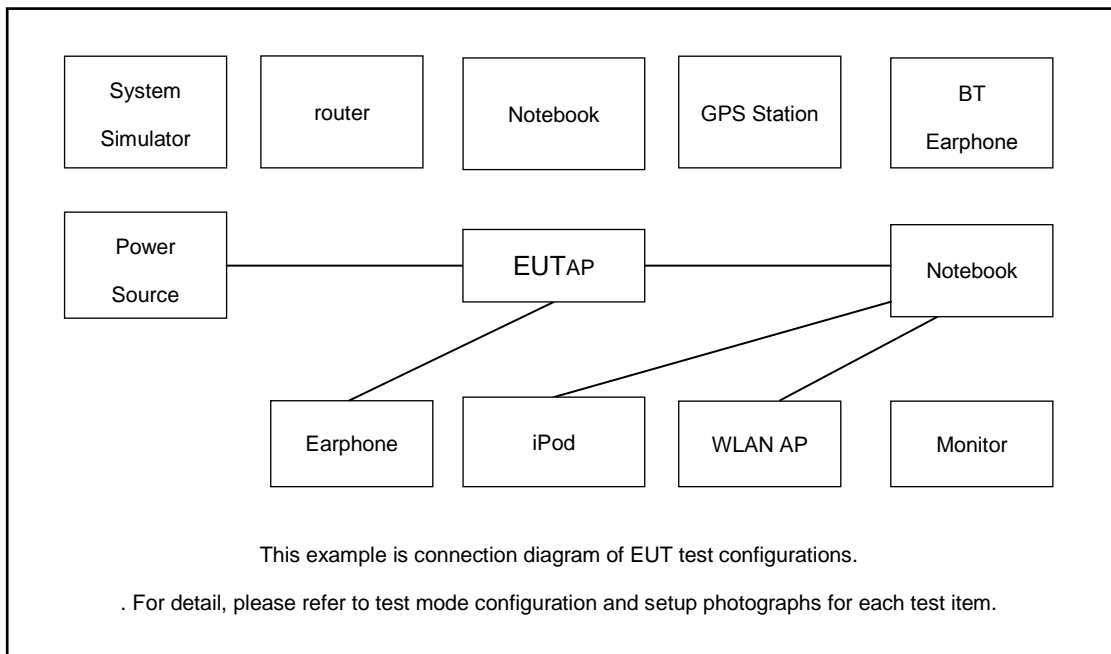 System
Simulator
router
Notebook
GPS Station
BT
Earphone
Power
Source
EUTAP
Notebook
Earphone
iPod
WLAN AP
Monitor
This example is connection diagram of EUT test configurations.
. For detail, please refer to test mode configuration and setup photographs for each test item.